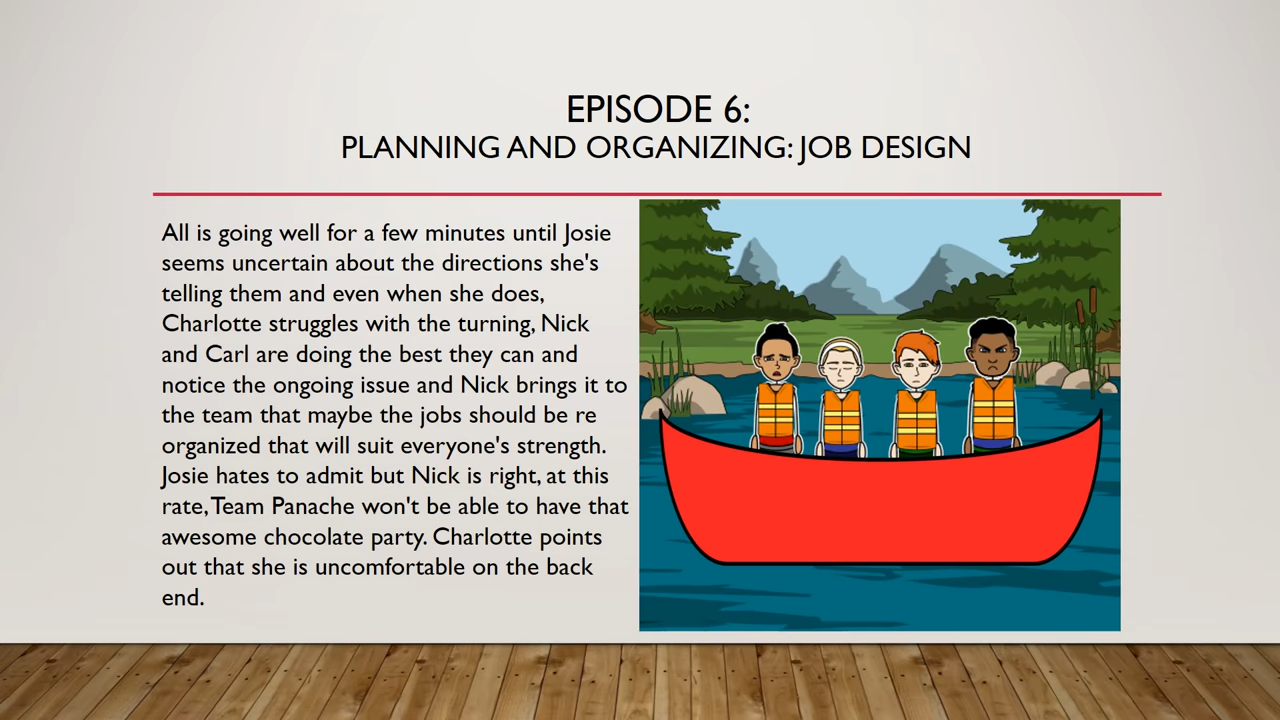 EPISODE 6:
PLANNING AND ORGANIZING: JOB DESIGN
All is going well for a few minutes until Josie
seems uncertain about the directions she's
telling them and even when she does,
Charlotte struggles with the turning, Nick
and Carl are doing the best they can and
notice the ongoing issue and Nick brings it to
the team that maybe the jobs should be re
organized that will suit everyone's strength.
Josie hates to admit but Nick is right, at this
rate, Team Panache won't be able to have that
awesome chocolate party. Charlotte points
out that she is uncomfortable on the back
end.